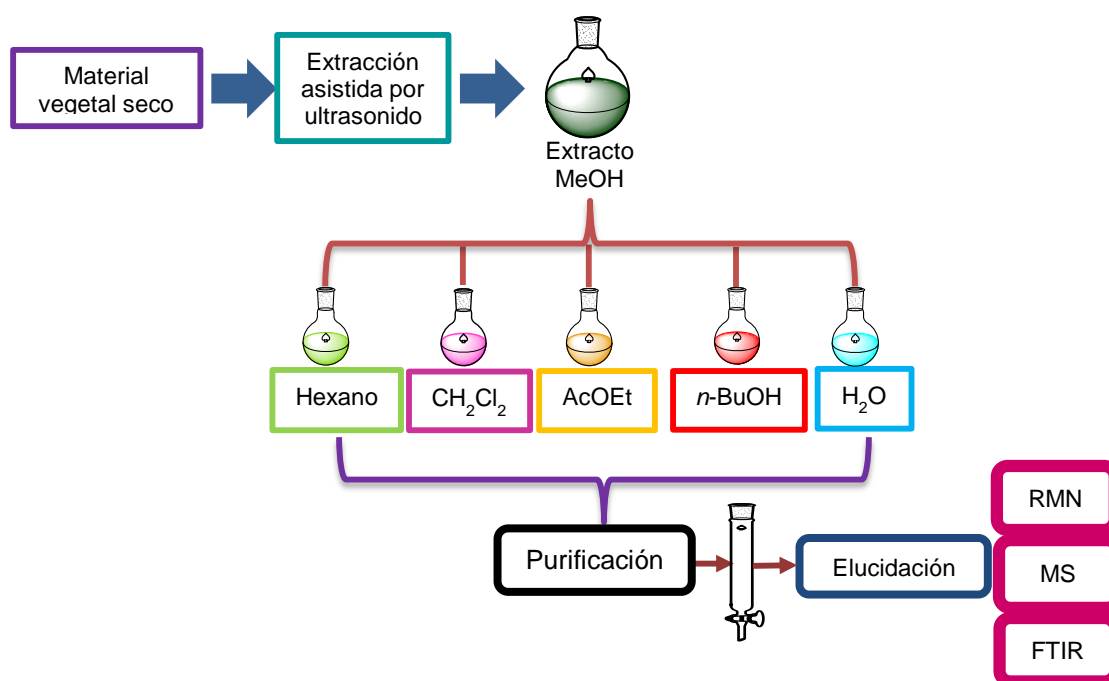 Material
vegetal seco
Extracción
asistida por
ultrasonido
Extracto
MeOH
Hexano
CH₂Cl₂
AcOEt
n-BuOH
H₂O
Purificación
Elucidación
RMN
MS
FTIR